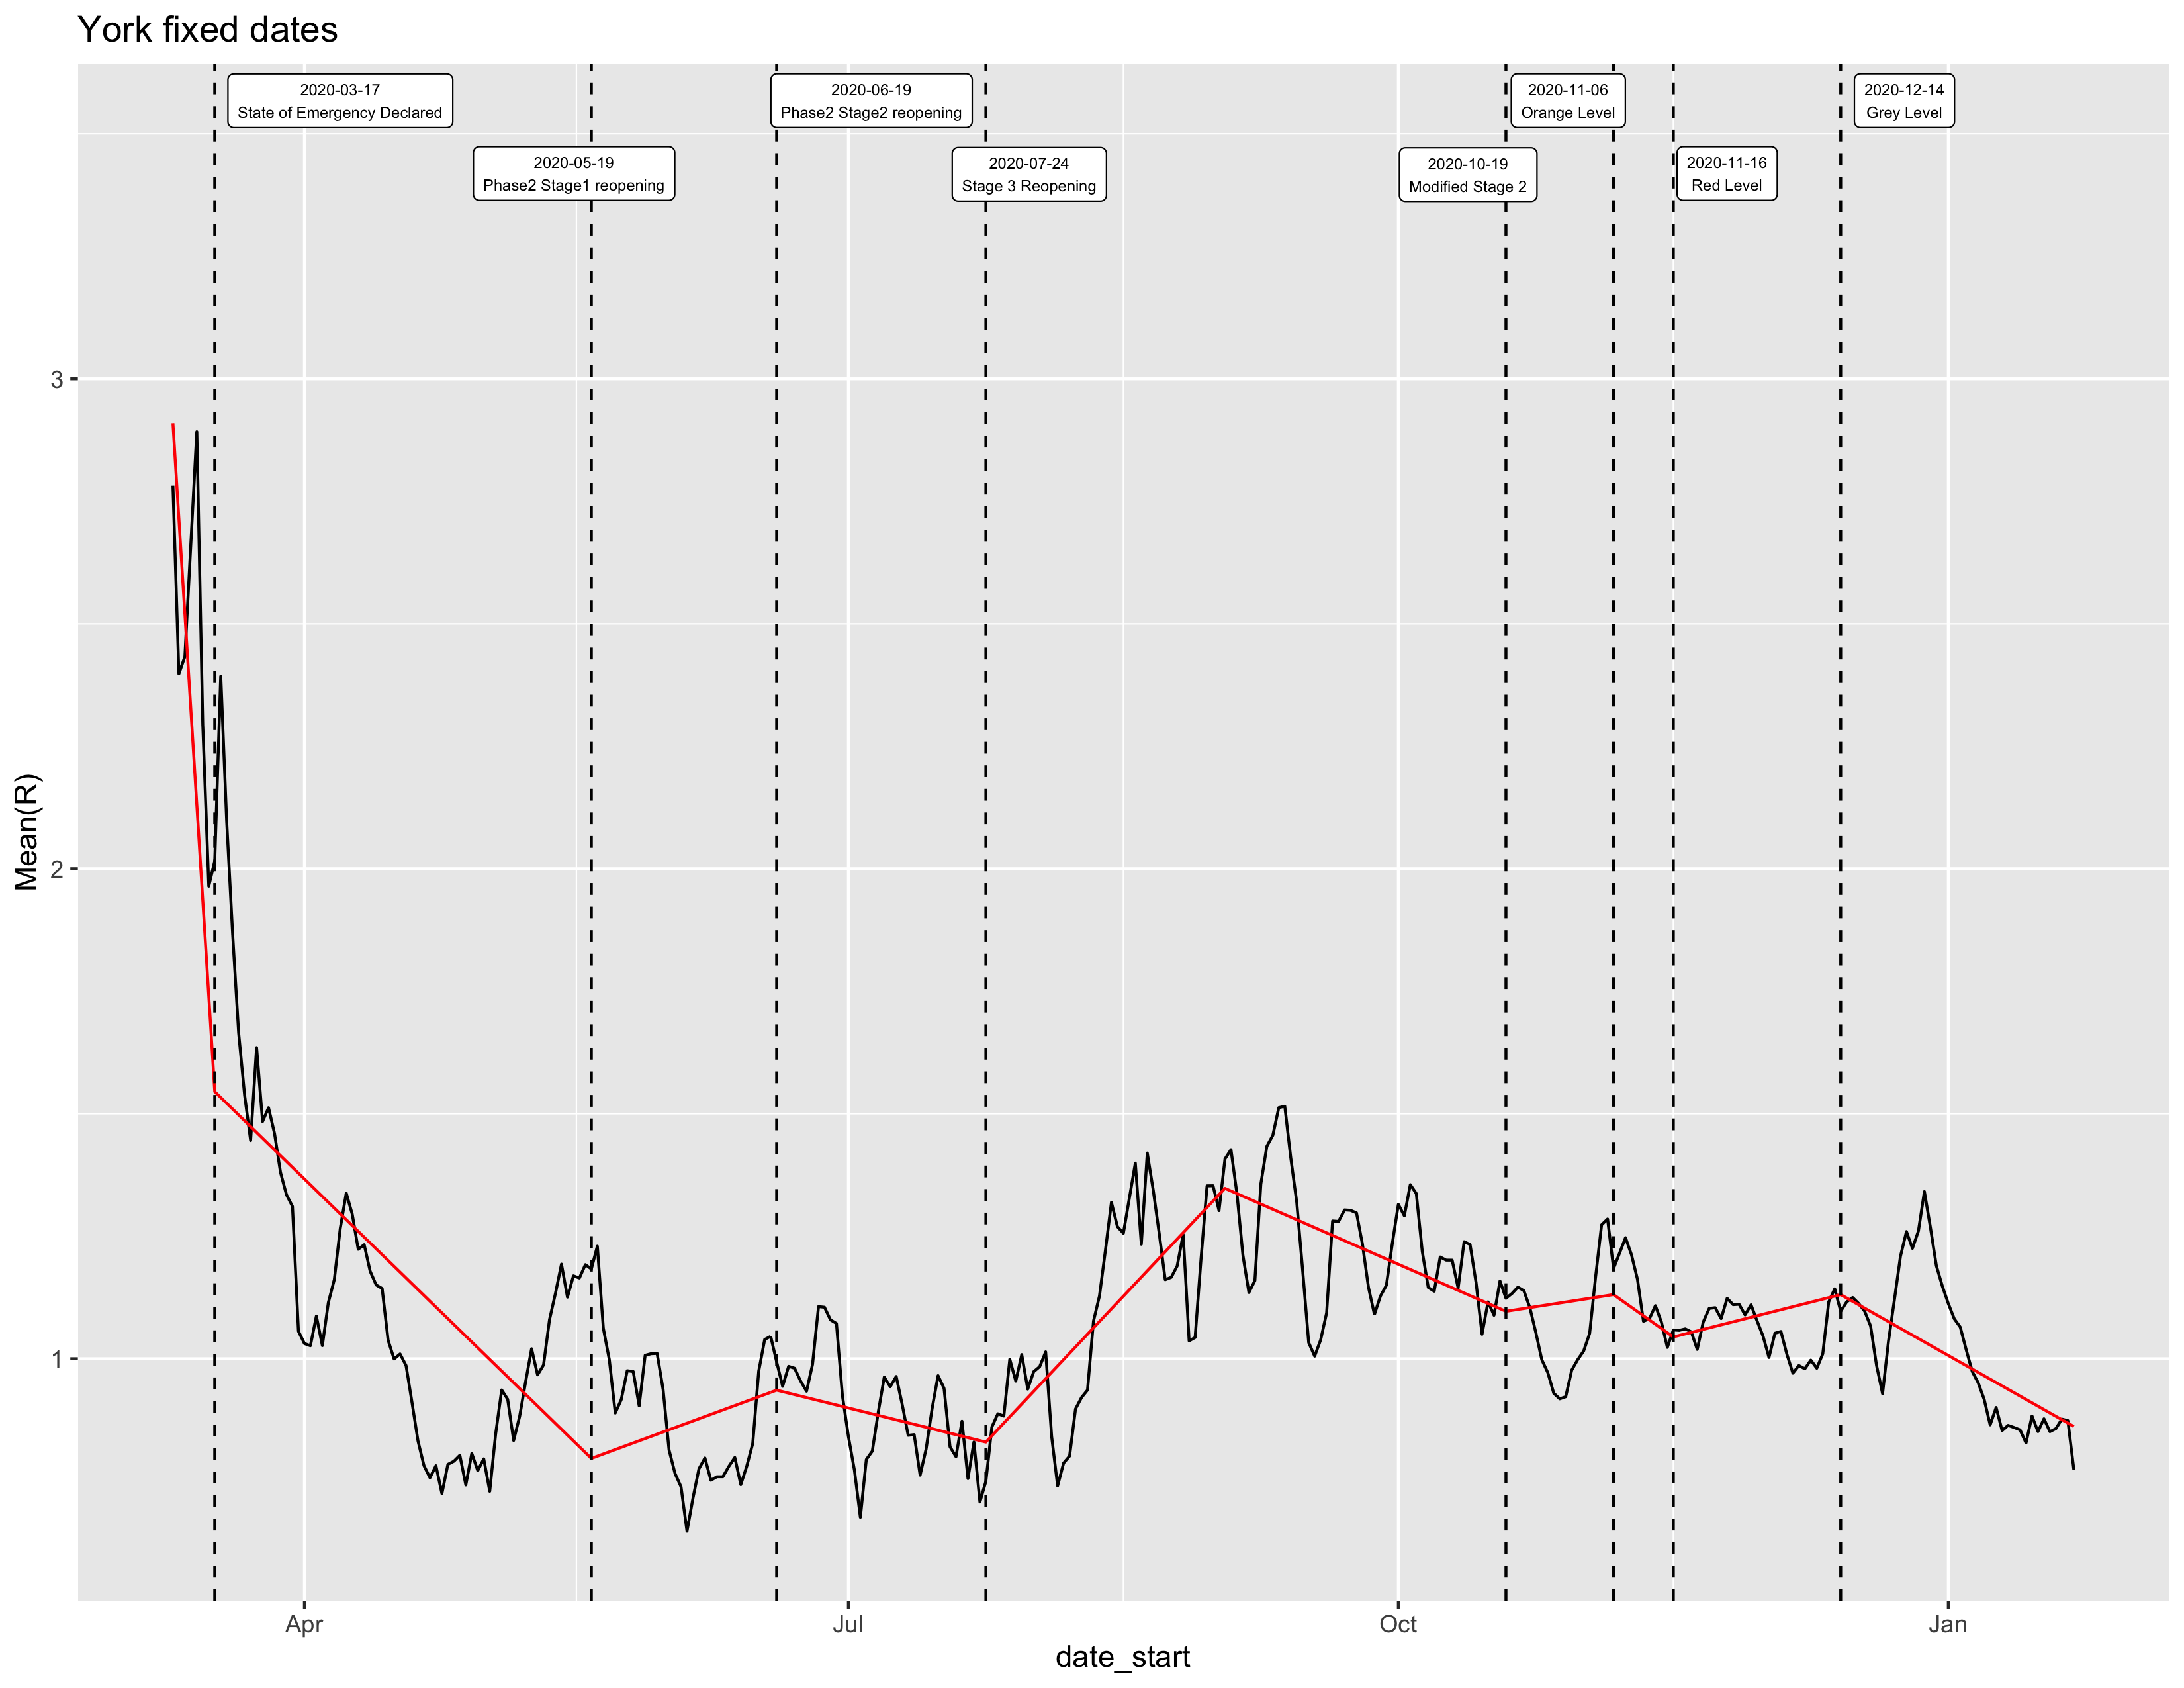 York fixed dates
2020-03-17
State of Emergency Declared
2020-06-19
Phase2 Stage2 reopening
2020-11-06
Orange Level
2020-12-14
Grey Level
2020-05-19
Phase2 Stage1 reopening
2020-07-24
Stage 3 Reopening
2020-10-19
Modified Stage 2
2020-11-16
Red Level
3
2
1
Mean(R)
Apr
Jul
Oct
Jan
date_start